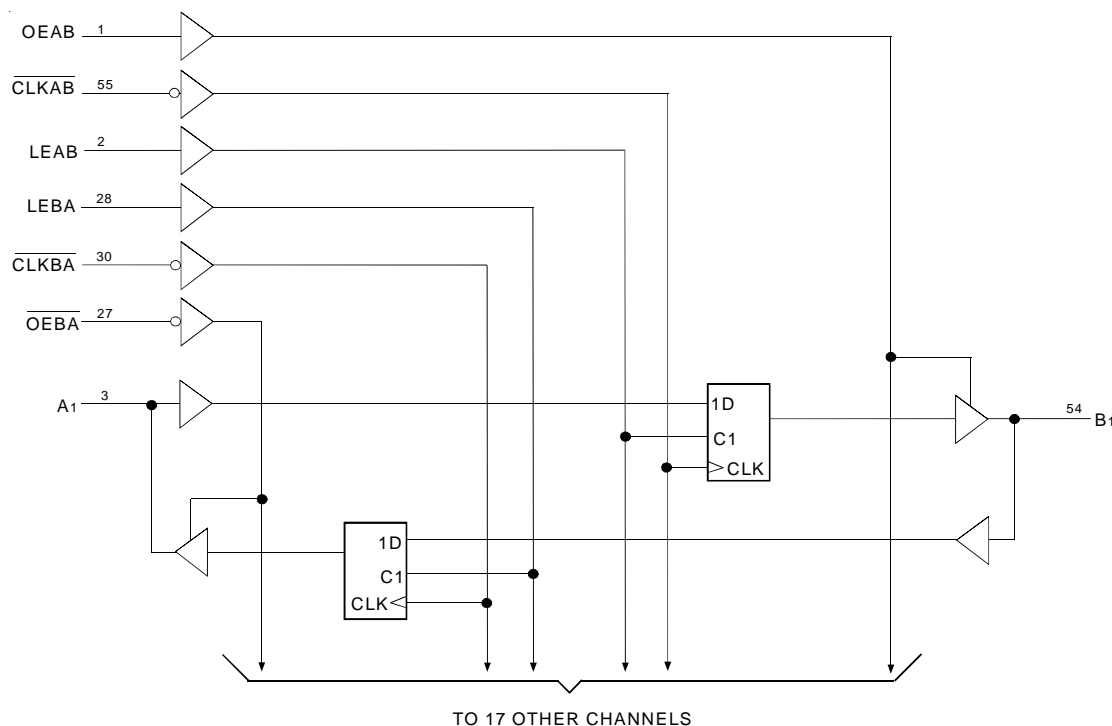 OEAB 1
CLKAB 55
LEAB 2
LEBA 28
CLKBA 30
OEBA 27
A1 3
1D
C1
CLK
54 B1
1D
C1
CLK
TO 17 OTHER CHANNELS